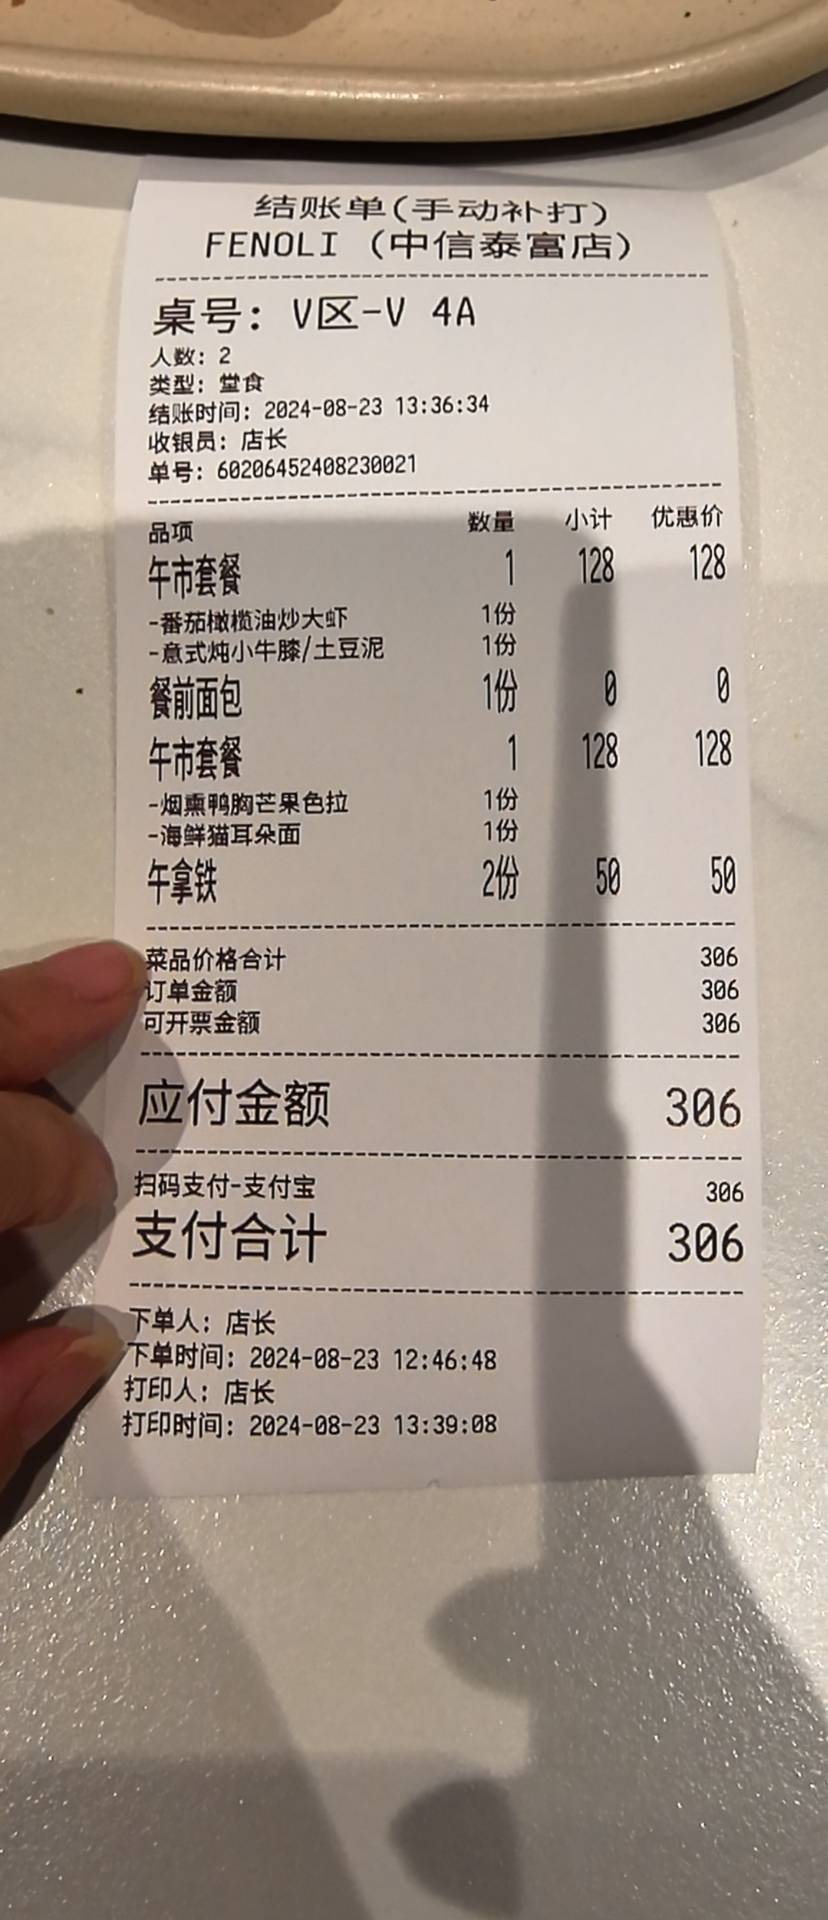 结账单(手动补打)
FENOLI (中信泰富店)
桌号: V区-V 4A
人数: 2
类型: 堂食
结账时间: 2024-08-23 13:36:34
收银员: 店长
单号: 60206452408230021
品项 数量 小计 优惠价
午市套餐 1 128 128
-番茄橄榄油炒大虾 1份
-意式炖小牛膝/土豆泥 1份
餐前面包 1份 0 0
午市套餐 1 128 128
-烟熏鸭胸芒果色拉 1份
-海鲜猫耳朵面 1份
午拿铁 2份 50 50
菜品价格合计 306
订单金额 306
可开票金额 306
应付金额 306
扫码支付-支付宝 306
支付合计 306
下单人: 店长
下单时间: 2024-08-23 12:46:48
打印人: 店长
打印时间: 2024-08-23 13:39:08